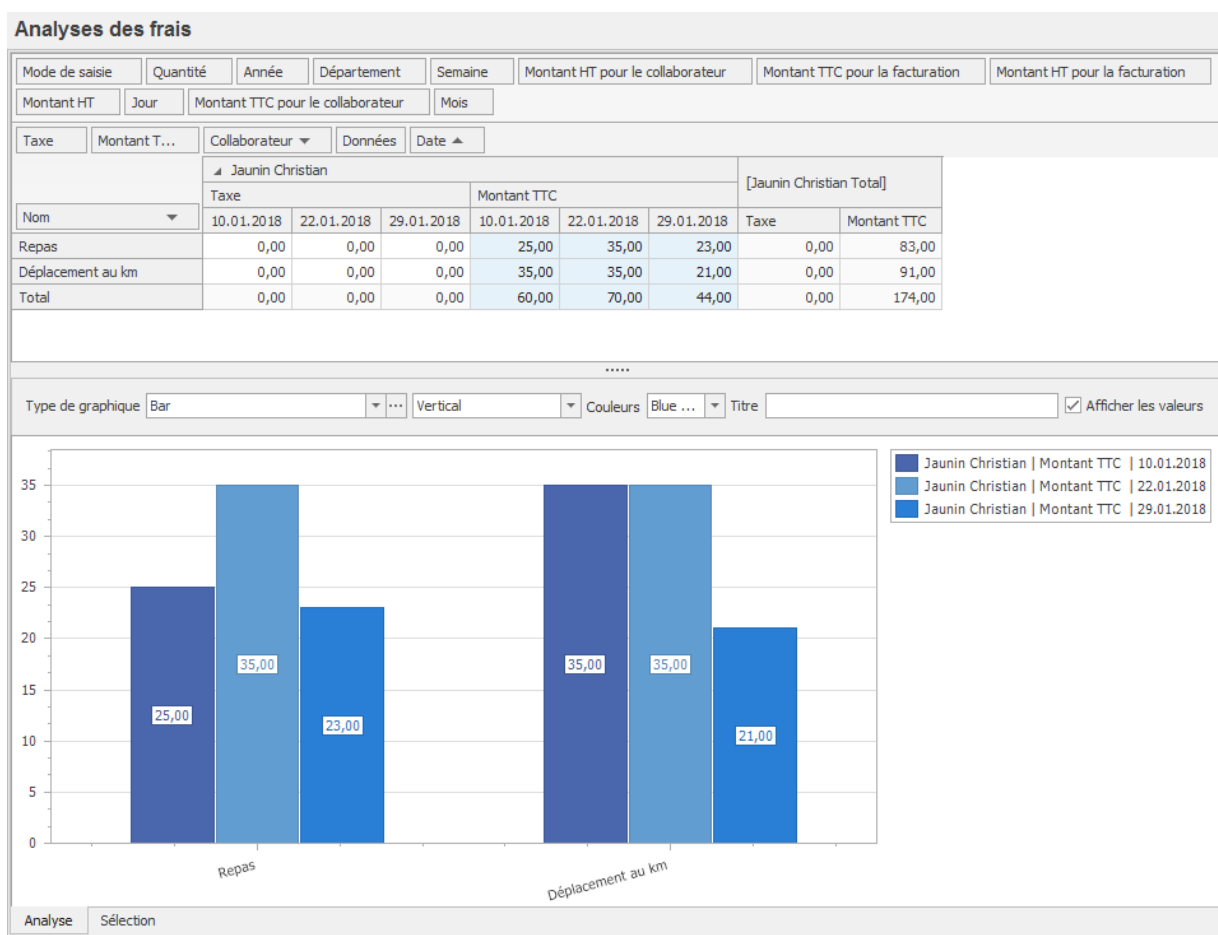 Analyses des frais
Mode de saisie Quantité Année Département Semaine Montant HT pour le collaborateur Montant TTC pour la facturation Montant HT pour la facturation
Montant HT Jour Montant TTC pour le collaborateur Mois
Taxe Montant T... Collaborateur Données Date
Jaunin Christian [Jaunin Christian Total]
Taxe Montant TTC
Nom 10.01.2018 22.01.2018 29.01.2018 10.01.2018 22.01.2018 29.01.2018 Taxe Montant TTC
Repas 0,00 0,00 0,00 25,00 35,00 23,00 0,00 83,00
Déplacement au km 0,00 0,00 0,00 35,00 35,00 21,00 0,00 91,00
Total 0,00 0,00 0,00 60,00 70,00 44,00 0,00 174,00
Type de graphique Bar ... Vertical Couleurs Blue ... Titre Afficher les valeurs
Jaunin Christian | Montant TTC | 10.01.2018
Jaunin Christian | Montant TTC | 22.01.2018
Jaunin Christian | Montant TTC | 29.01.2018
35
30
25
20
15
10
5
0
25,00 35,00 23,00 35,00 35,00 21,00
Repas Déplacement au km
Analyse Sélection